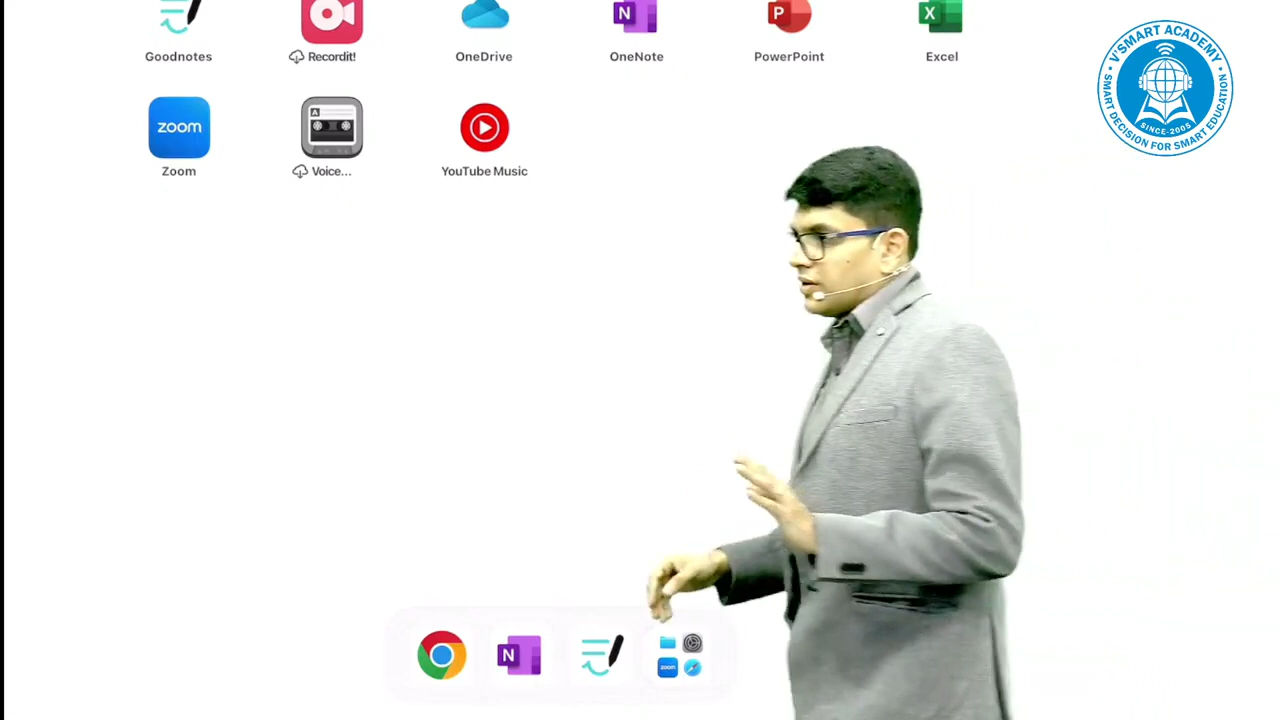 Goodnotes Recordit! OneDrive OneNote PowerPoint Excel
N P X
zoom A
Zoom Voice... YouTube Music
V'SMART ACADEMY
SINCE-2005
SMART DECISION FOR SMART EDUCATION
N zoom